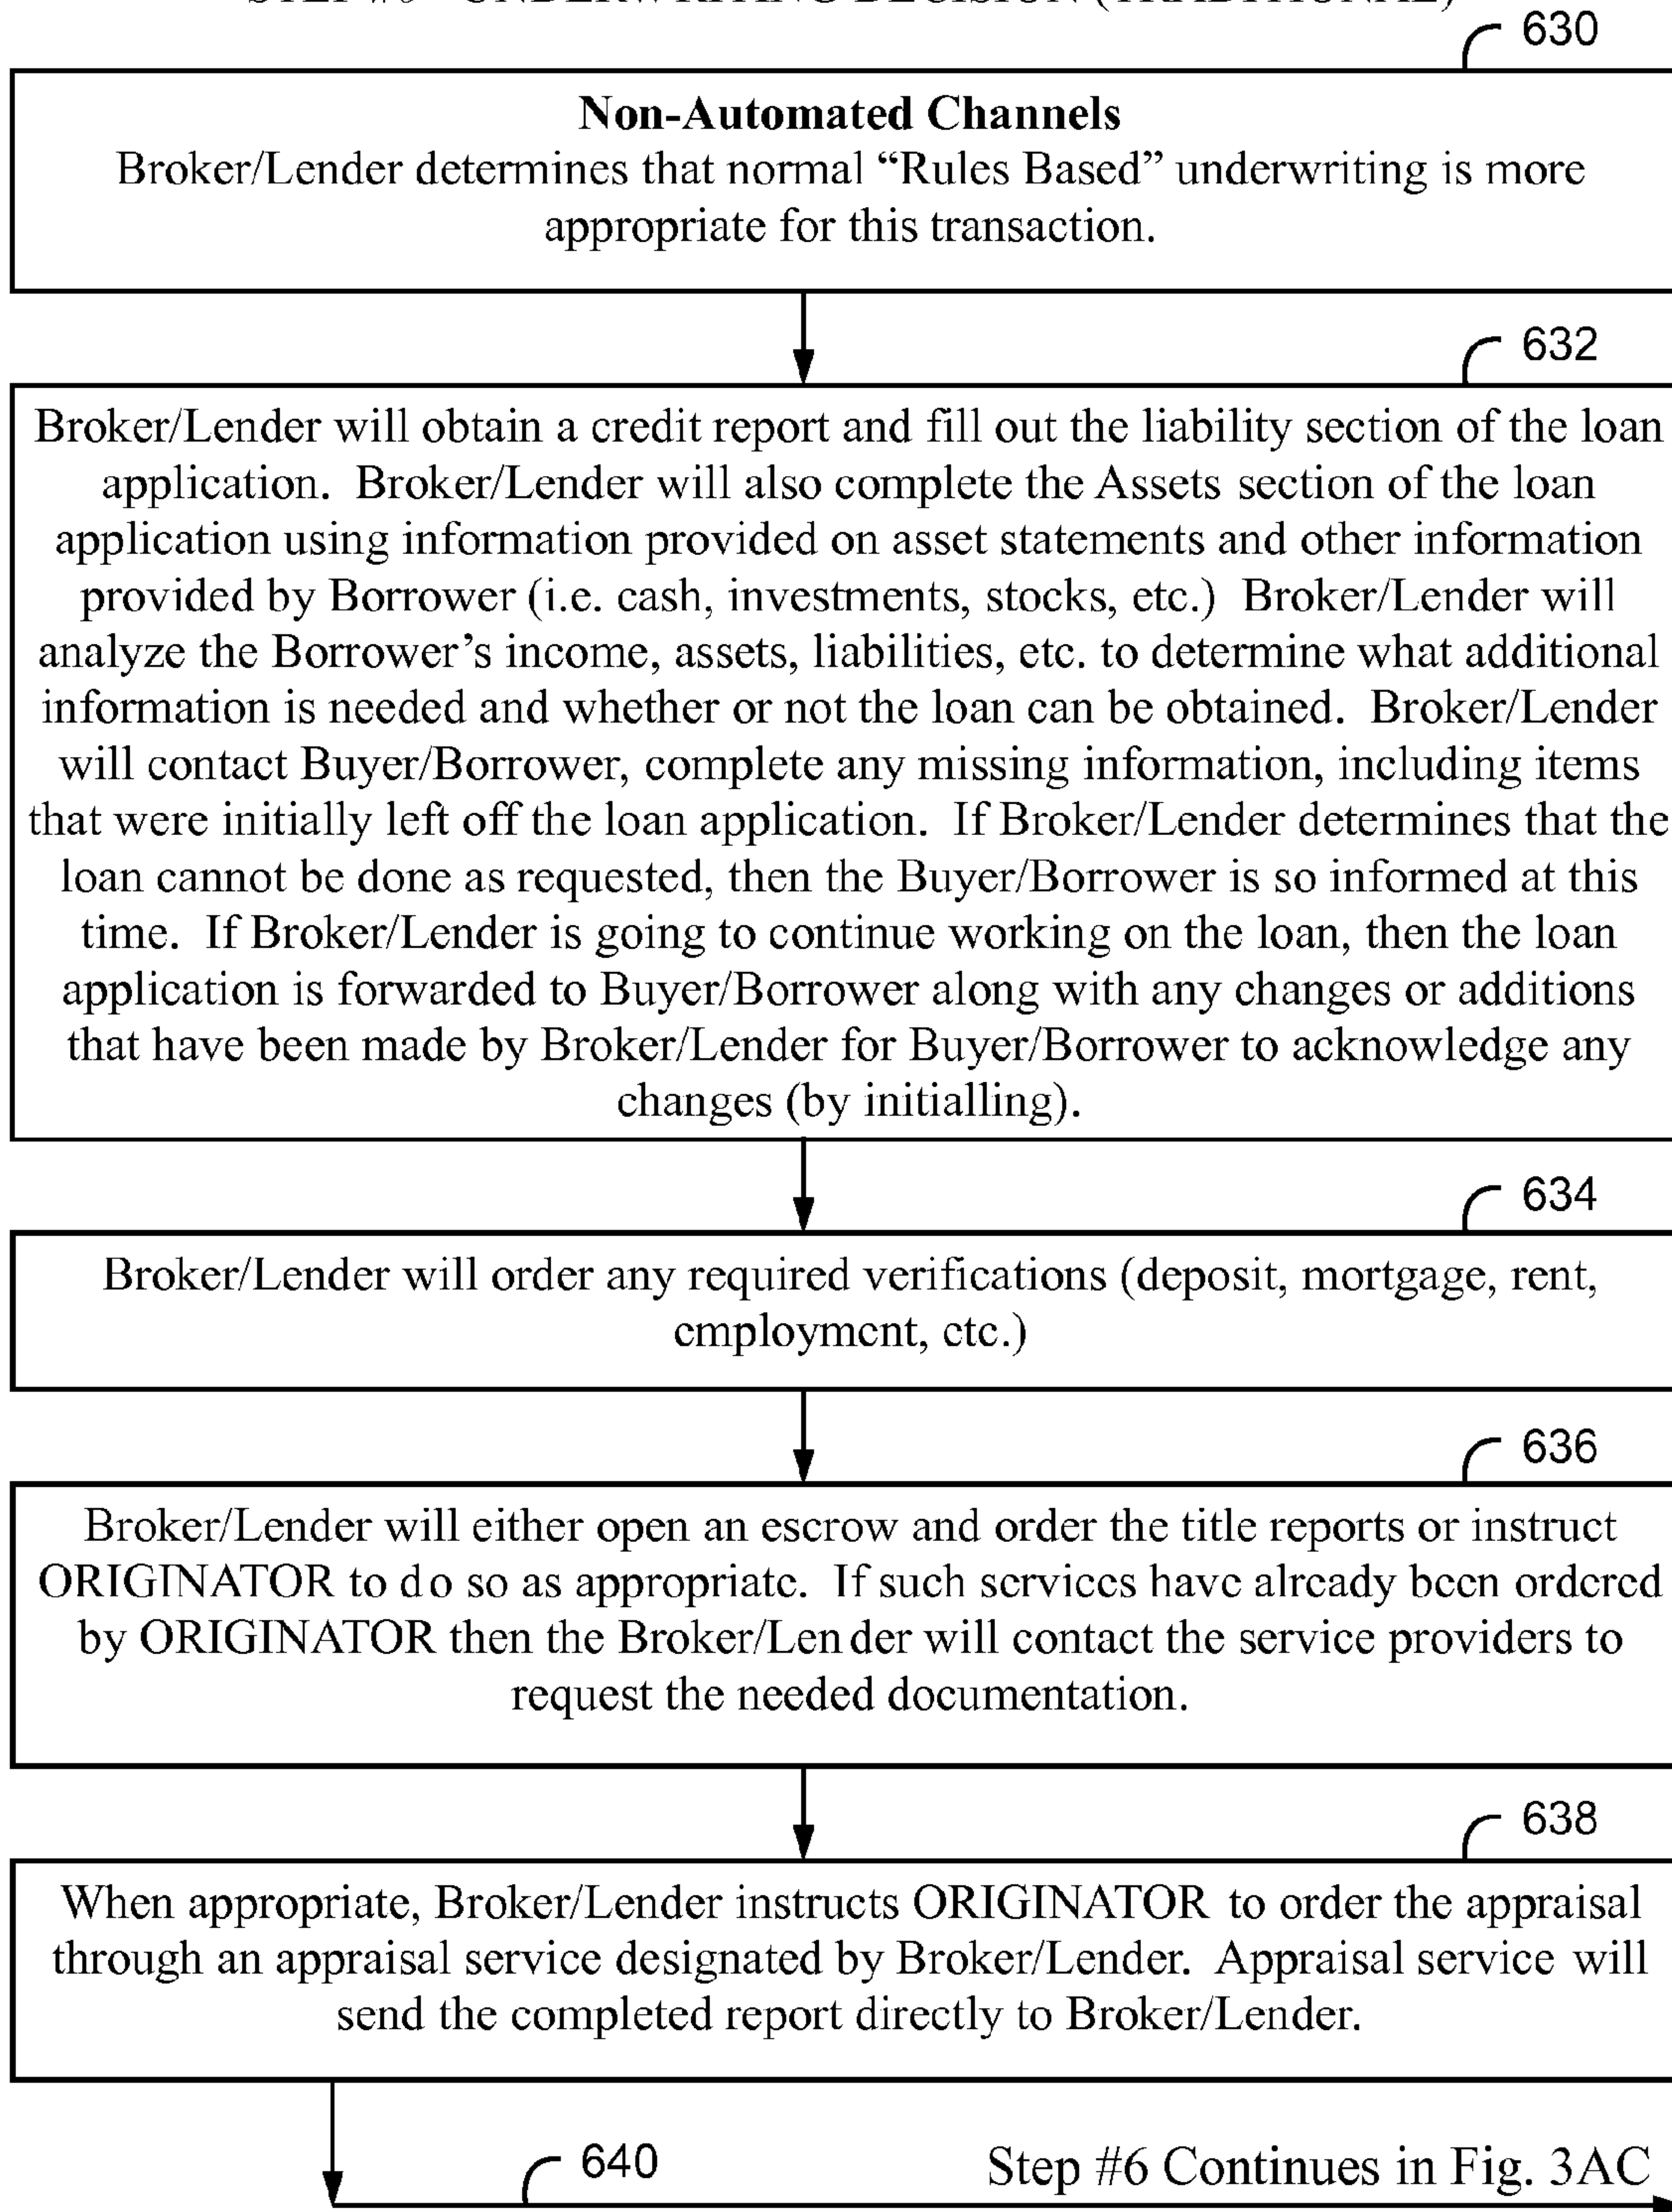 STEP #6 - UNDERWRITING DECISION (TRADITIONAL)
630
Non-Automated Channels
Broker/Lender determines that normal “Rules Based” underwriting is more
appropriate for this transaction.
632
Broker/Lender will obtain a credit report and fill out the liability section of the loan
application. Broker/Lender will also complete the Assets section of the loan
application using information provided on asset statements and other information
provided by Borrower (i.e. cash, investments, stocks, etc.) Broker/Lender will
analyze the Borrower’s income, assets, liabilities, etc. to determine what additional
information is needed and whether or not the loan can be obtained. Broker/Lender
will contact Buyer/Borrower, complete any missing information, including items
that were initially left off the loan application. If Broker/Lender determines that the
loan cannot be done as requested, then the Buyer/Borrower is so informed at this
time. If Broker/Lender is going to continue working on the loan, then the loan
application is forwarded to Buyer/Borrower along with any changes or additions
that have been made by Broker/Lender for Buyer/Borrower to acknowledge any
changes (by initialling).
634
Broker/Lender will order any required verifications (deposit, mortgage, rent,
employment, etc.)
636
Broker/Lender will either open an escrow and order the title reports or instruct
ORIGINATOR to do so as appropriate. If such services have already been ordered
by ORIGINATOR then the Broker/Lender will contact the service providers to
request the needed documentation.
638
When appropriate, Broker/Lender instructs ORIGINATOR to order the appraisal
through an appraisal service designated by Broker/Lender. Appraisal service will
send the completed report directly to Broker/Lender.
640
Step #6 Continues in Fig. 3AC